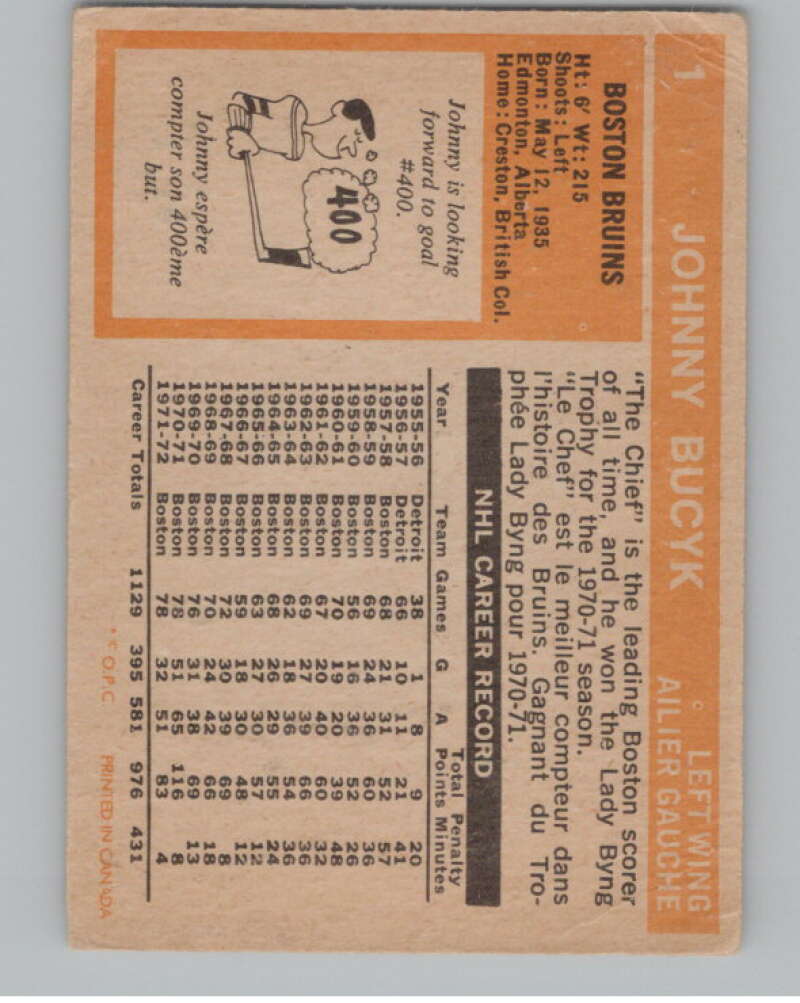 1 JOHNNY BUCYK
LEFT WING
AILIER GAUCHE
BOSTON BRUINS
Ht: 6' Wt: 215
Shoots: Left
Born: May 12, 1935
Edmonton, Alberta
Home: Creston, British Col.
Johnny is looking
forward to goal
#400.
400
Johnny espère
compter son 400ème
but.
"The Chief" is the leading Boston scorer
of all time, and he won the Lady Byng
Trophy for the 1970-71 season.
"Le Chef" est le meilleur compteur dans
l'histoire des Bruins. Gagnant du Tro-
phée Lady Byng pour 1970-71.
NHL CAREER RECORD
Total Penalty
Year Team Games G A Points Minutes
1955-56 Detroit 38 1 8 9 20
1956-57 Detroit 66 10 11 21 41
1957-58 Boston 68 21 31 52 57
1958-59 Boston 69 24 36 60 36
1959-60 Boston 56 16 36 52 26
1960-61 Boston 70 19 20 39 48
1961-62 Boston 67 20 40 60 32
1962-63 Boston 69 27 39 66 36
1963-64 Boston 62 18 36 54 36
1964-65 Boston 68 26 29 55 24
1965-66 Boston 63 27 30 57 12
1966-67 Boston 59 18 30 48 12
1967-68 Boston 72 30 39 69 8
1968-69 Boston 70 24 42 66 18
1969-70 Boston 76 31 38 69 13
1970-71 Boston 78 51 65 116 8
1971-72 Boston 78 32 51 83 4
Career Totals 1129 395 581 976 431
* © O.P.C. PRINTED IN CANADA